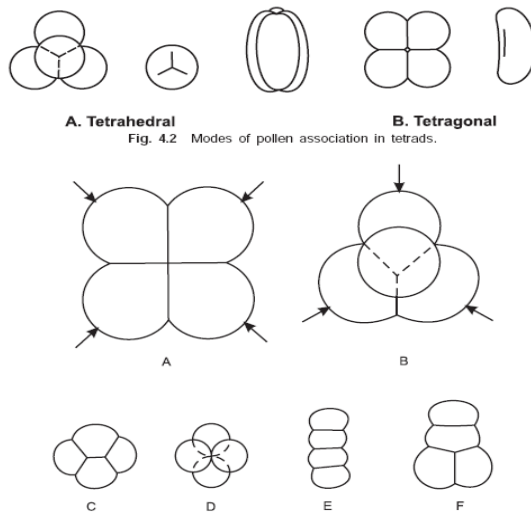 A. Tetrahedral B. Tetragonal
Fig. 4.2 Modes of pollen association in tetrads.
A B
C D E F